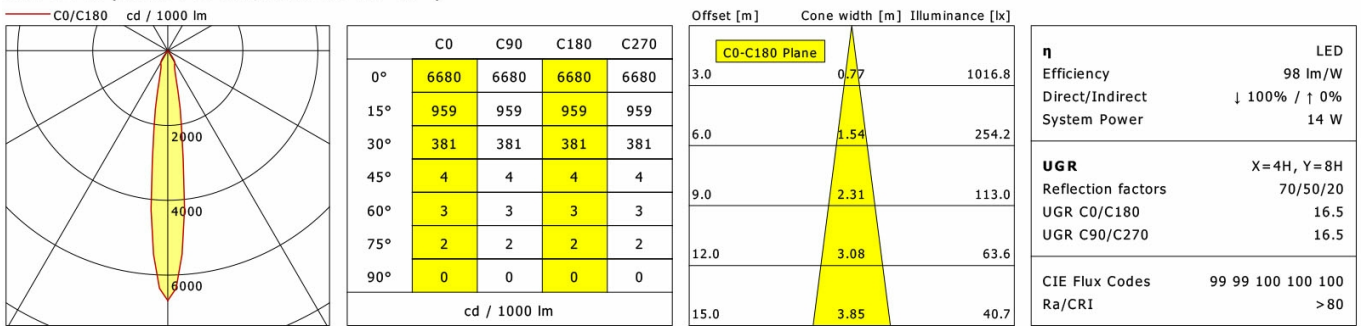 C0/C180 cd / 1000 lm
2000
4000
6000
C0 C90 C180 C270
0° 6680 6680 6680 6680
15° 959 959 959 959
30° 381 381 381 381
45° 4 4 4 4
60° 3 3 3 3
75° 2 2 2 2
90° 0 0 0 0
cd / 1000 lm
Offset [m] Cone width [m] Illuminance [lx]
C0-C180 Plane
3.0 0.77 1016.8
6.0 1.54 254.2
9.0 2.31 113.0
12.0 3.08 63.6
15.0 3.85 40.7
η LED
Efficiency 98 lm/W
Direct/Indirect ↓ 100% / ↑ 0%
System Power 14 W
UGR X=4H, Y=8H
Reflection factors 70/50/20
UGR C0/C180 16.5
UGR C90/C270 16.5
CIE Flux Codes 99 99 100 100 100
Ra/CRI >80